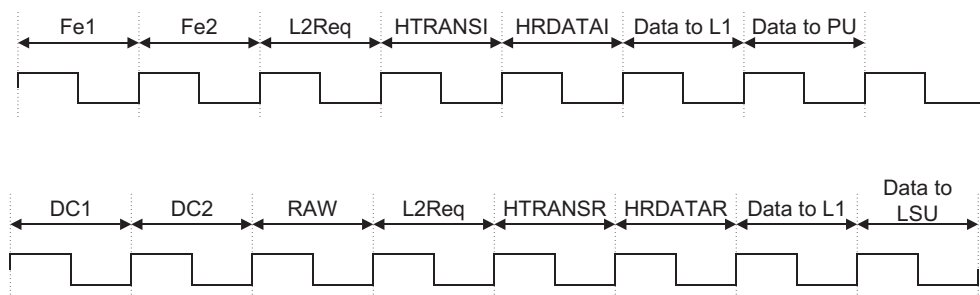 Fe1 Fe2 L2Req HTRANSI HRDATAI Data to L1 Data to PU
DC1 DC2 RAW L2Req HTRANSR HRDATAR Data to L1 Data to
LSU